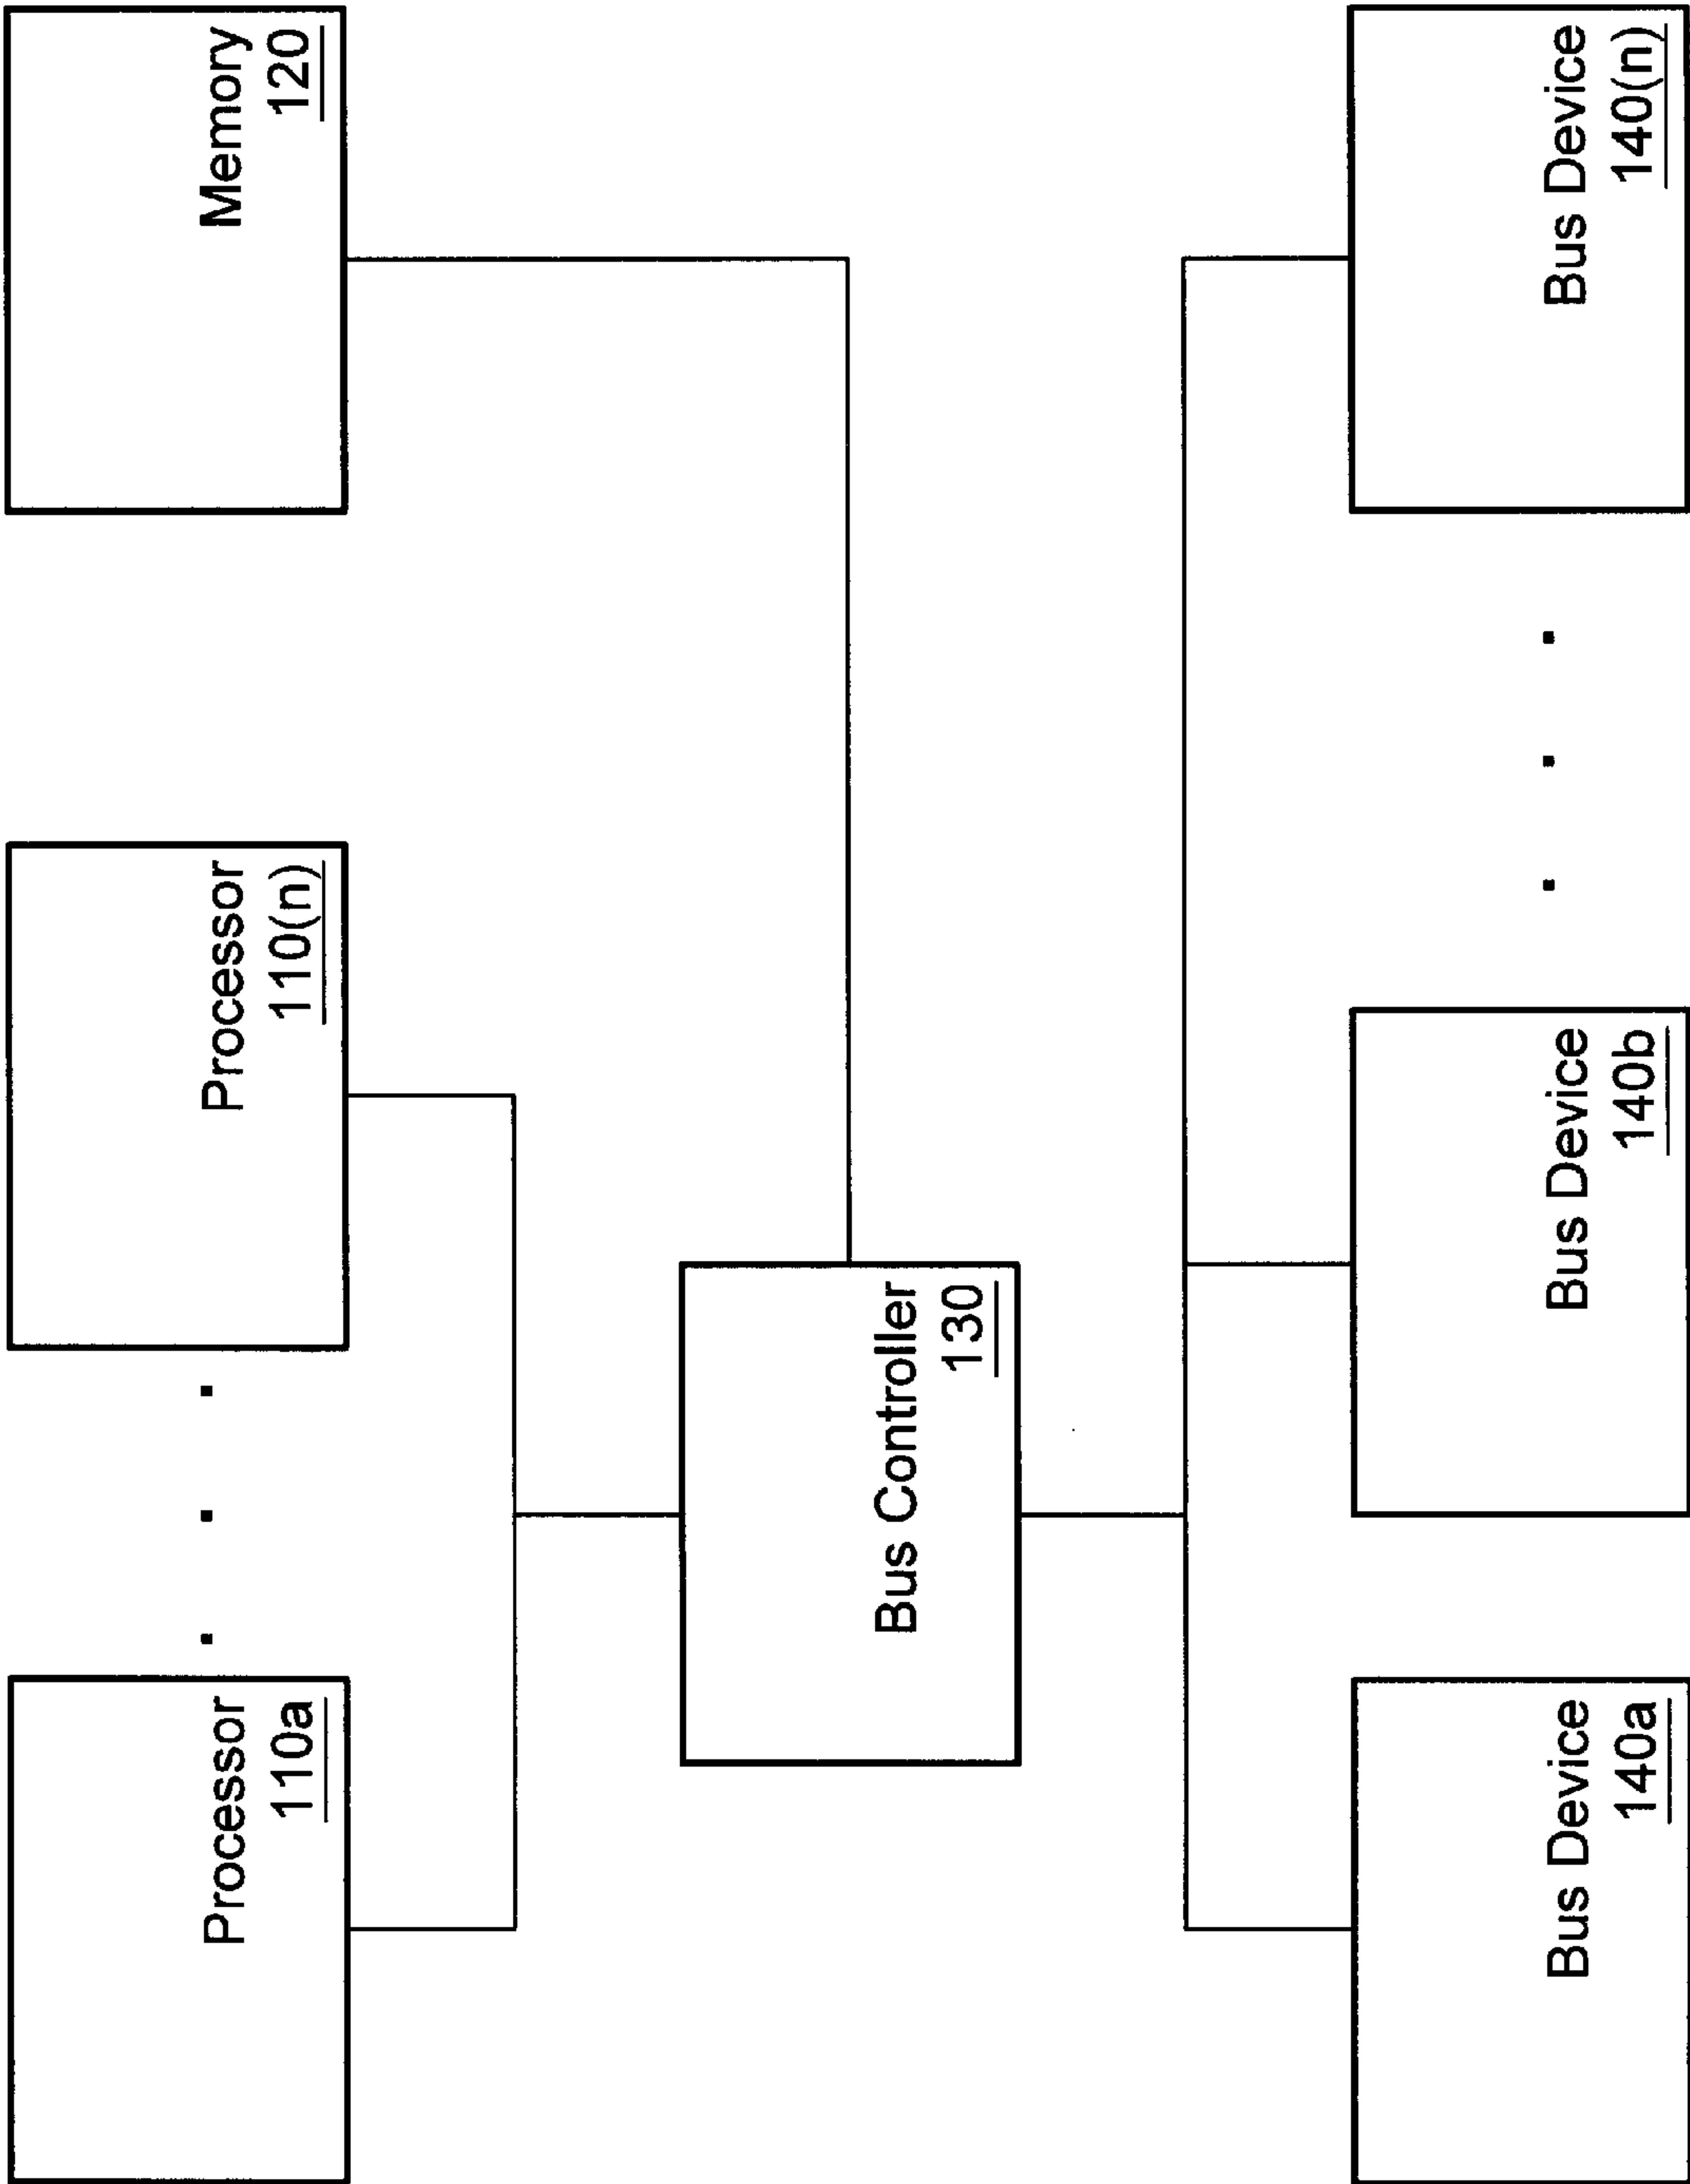 Processor
110a
Processor
110(n)
Memory
120
Bus Controller
130
Bus Device
140a
Bus Device
140b
Bus Device
140(n)